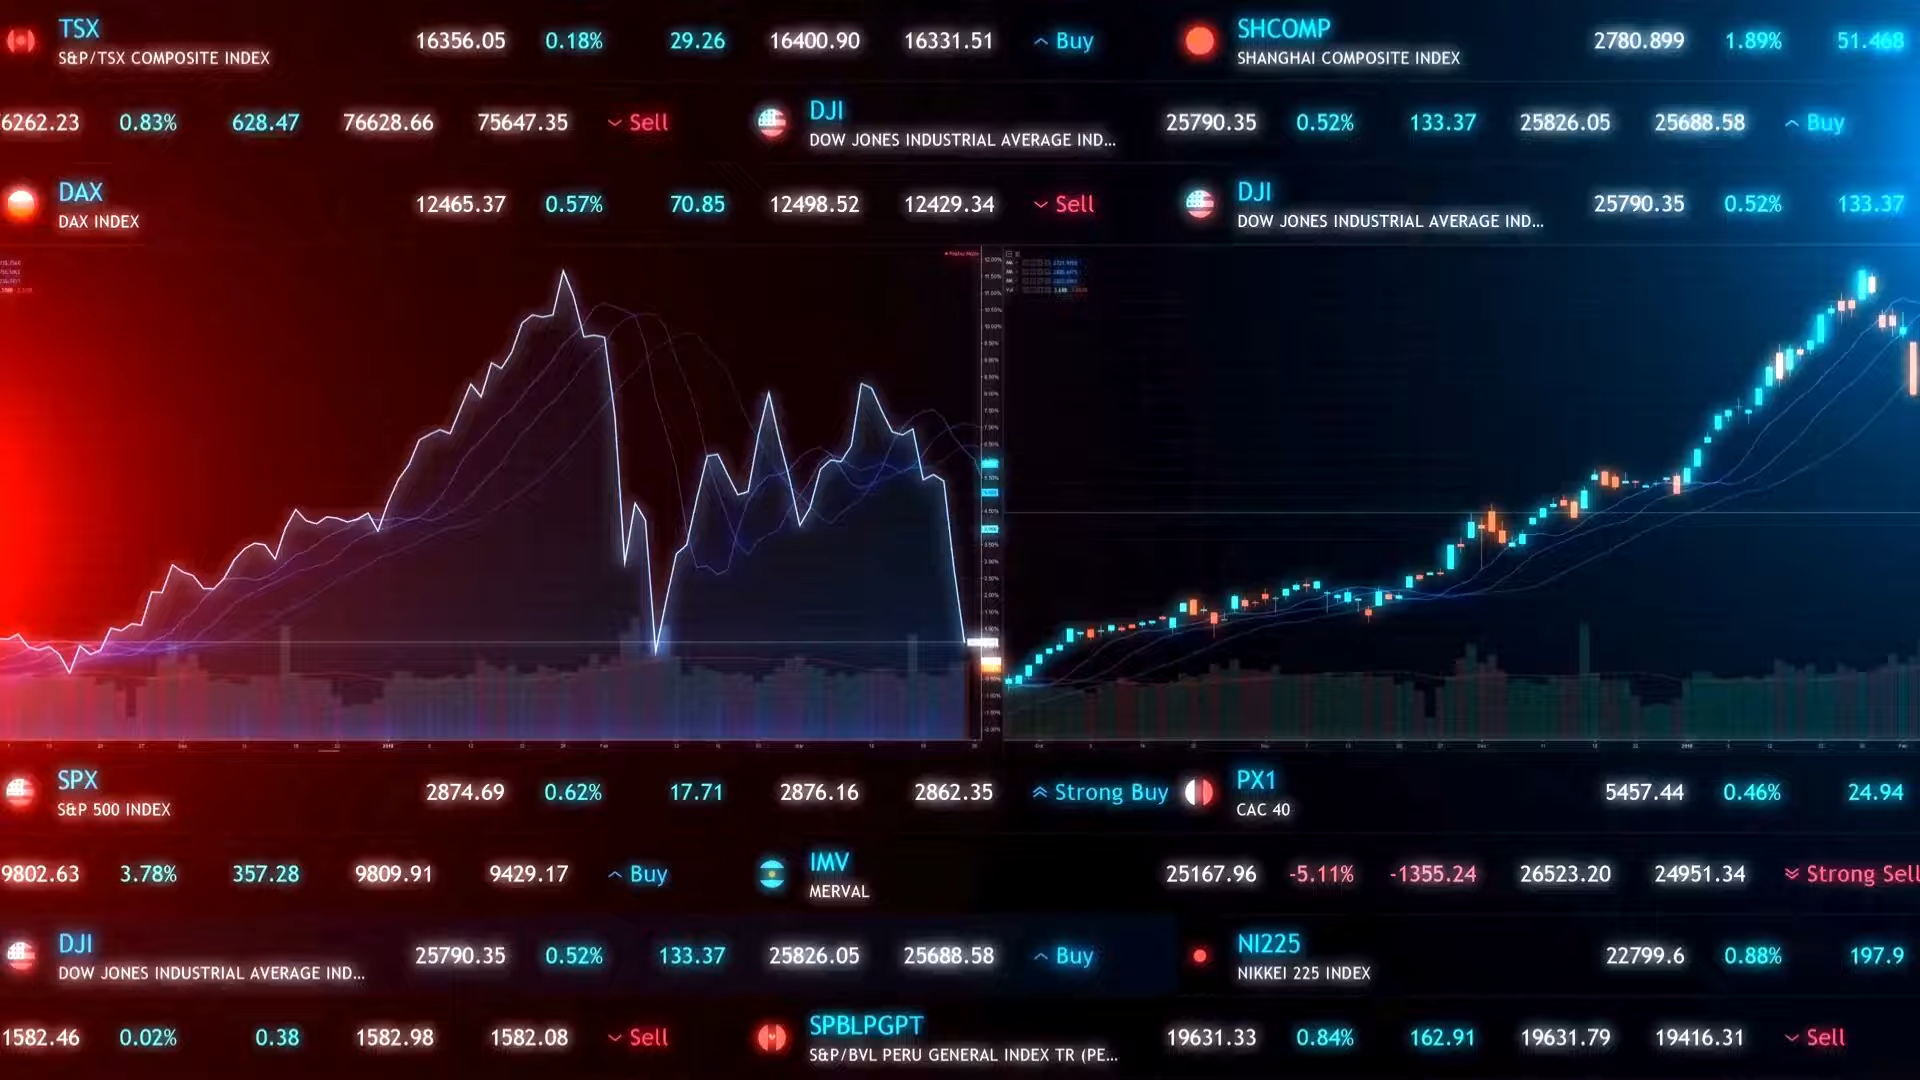 TSX
S&P/TSX COMPOSITE INDEX
16356.05 0.18% 29.26 16400.90 16331.51 Buy
SHCOMP
SHANGHAI COMPOSITE INDEX
2780.899 1.89% 51.468
6262.23 0.83% 628.47 76628.66 75647.35 Sell
DJI
DOW JONES INDUSTRIAL AVERAGE IND...
25790.35 0.52% 133.37 25826.05 25688.58 Buy
DAX
DAX INDEX
12465.37 0.57% 70.85 12498.52 12429.34 Sell
DJI
DOW JONES INDUSTRIAL AVERAGE IND...
25790.35 0.52% 133.37
SPX
S&P 500 INDEX
2874.69 0.62% 17.71 2876.16 2862.35 Strong Buy
PX1
CAC 40
5457.44 0.46% 24.94
9802.63 3.78% 357.28 9809.91 9429.17 Buy
IMV
MERVAL
25167.96 -5.11% -1355.24 26523.20 24951.34 Strong Sell
DJI
DOW JONES INDUSTRIAL AVERAGE IND...
25790.35 0.52% 133.37 25826.05 25688.58 Buy
NI225
NIKKEI 225 INDEX
22799.6 0.88% 197.9
1582.46 0.02% 0.38 1582.98 1582.08 Sell
SPBLPGPT
S&P/BVL PERU GENERAL INDEX TR (PE...
19631.33 0.84% 162.91 19631.79 19416.31 Sell